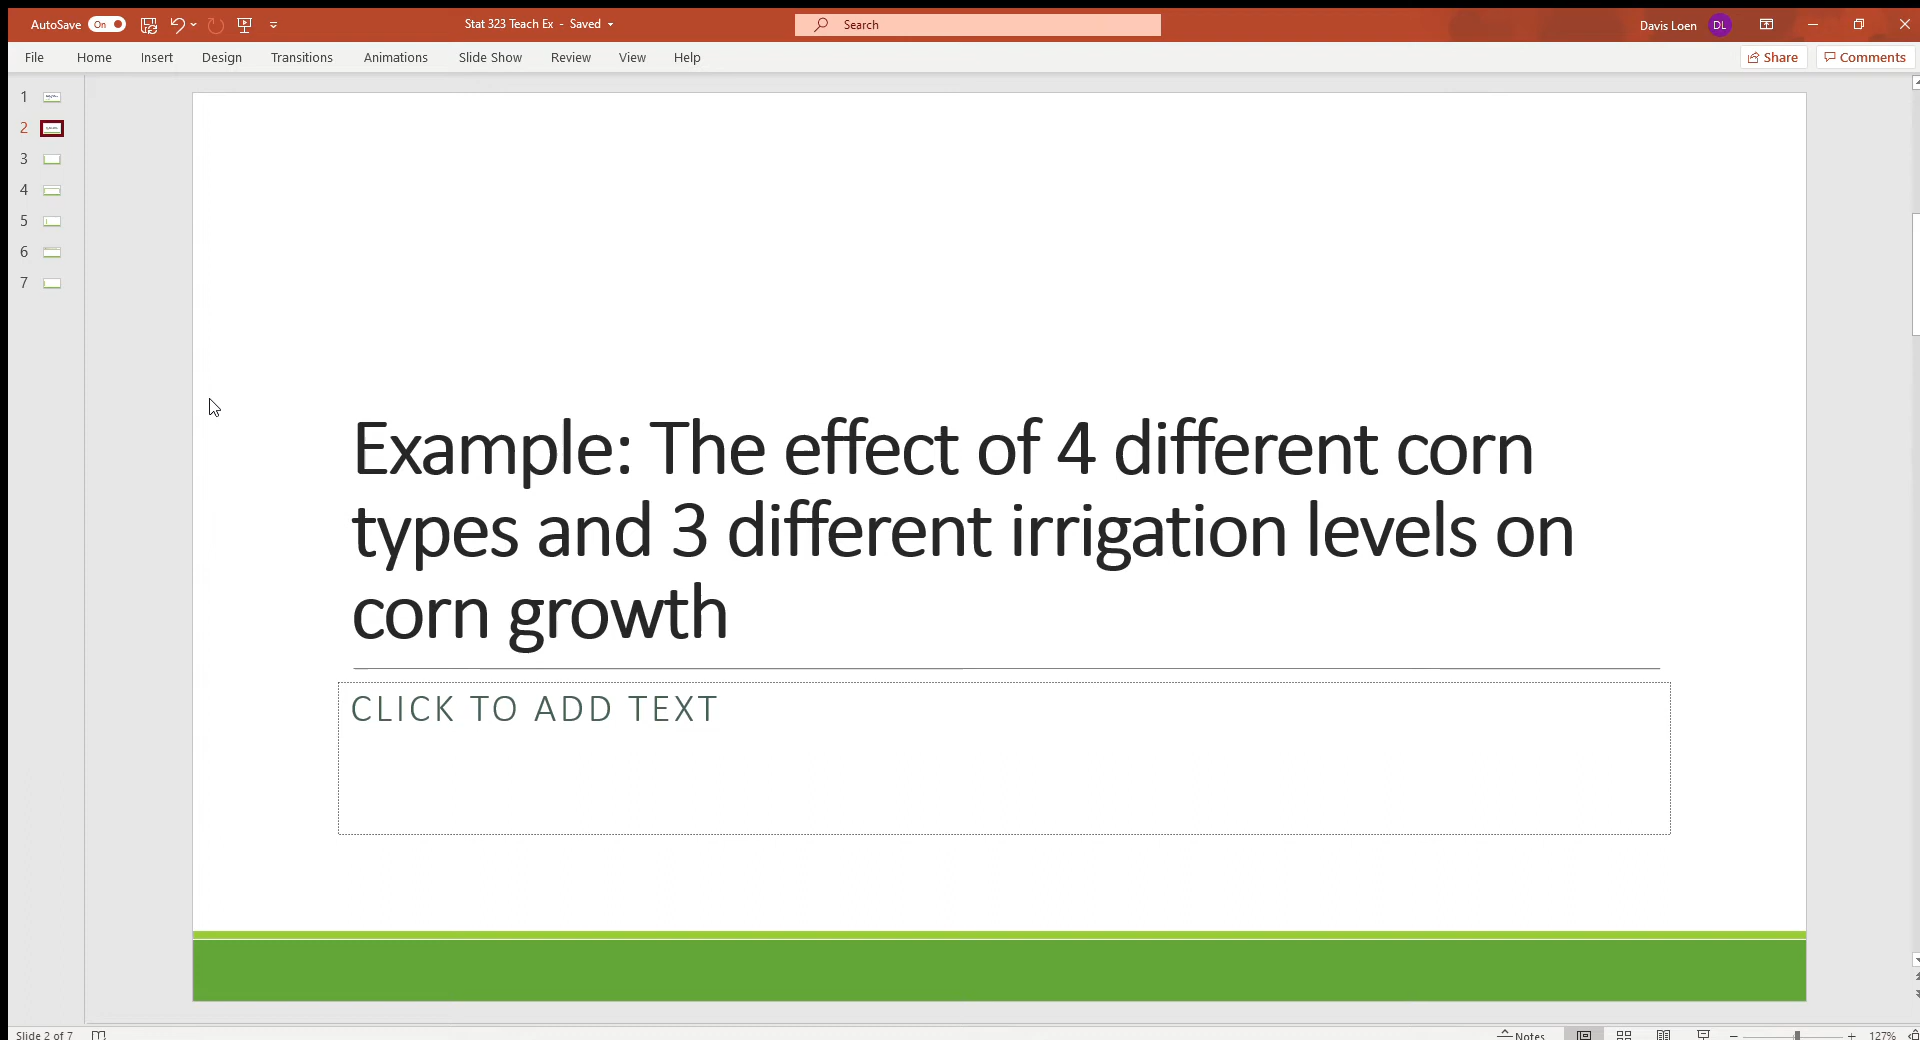 AutoSave On Stat 323 Teach Ex - Saved Search Davis Loen DL
File Home Insert Design Transitions Animations Slide Show Review View Help Share Comments
1
2
3
4
5
6
7
Example: The effect of 4 different corn
types and 3 different irrigation levels on
corn growth
CLICK TO ADD TEXT
Slide 2 of 7 Notes 127%